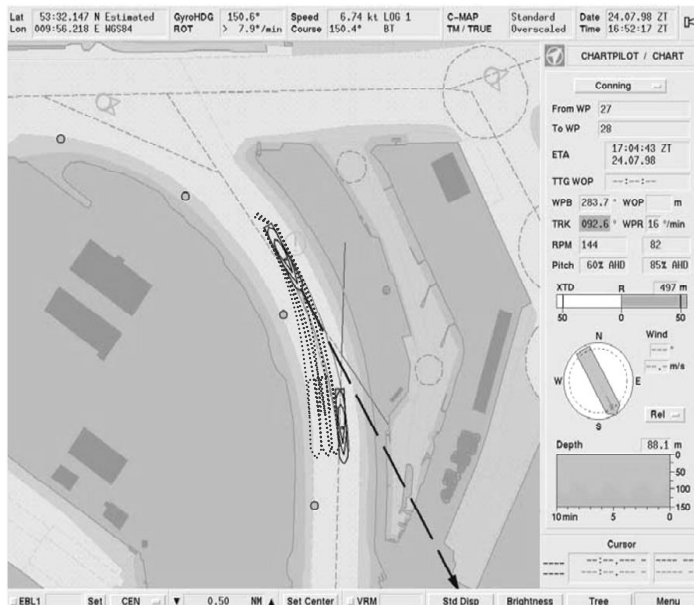 Lat 53:32.147 N Estimated GyroHDG 150.6° Speed 6.74 kt LOG 1 C-MAP Standard Date 24.07.98 ZT
Lon 009:56.218 E WGS84 ROT > 7.9°/min Course 150.4° BT TM / TRUE Overscaled Time 16:52:17 ZT
CHARTPILOT / CHART
Conning
From WP 27
To WP 28
ETA 17:04:43 ZT
24.07.98
TTG WOP --:--:--
WPB 283.7 ° WOP m
TRK 092.6 ° WPR 16 °/min
RPM 144 82
Pitch 60% AHD 85% AHD
XTD R 497 m
50 0 50
N Wind
--- °
W E --.- m/s
S Rel
Depth 88.1 m
0
50
100
150
10min 5 0
Cursor
EBL1 Set CEN ▼ 0.50 NM ▲ Set Center VRM Std Disp Brightness Tree Menu